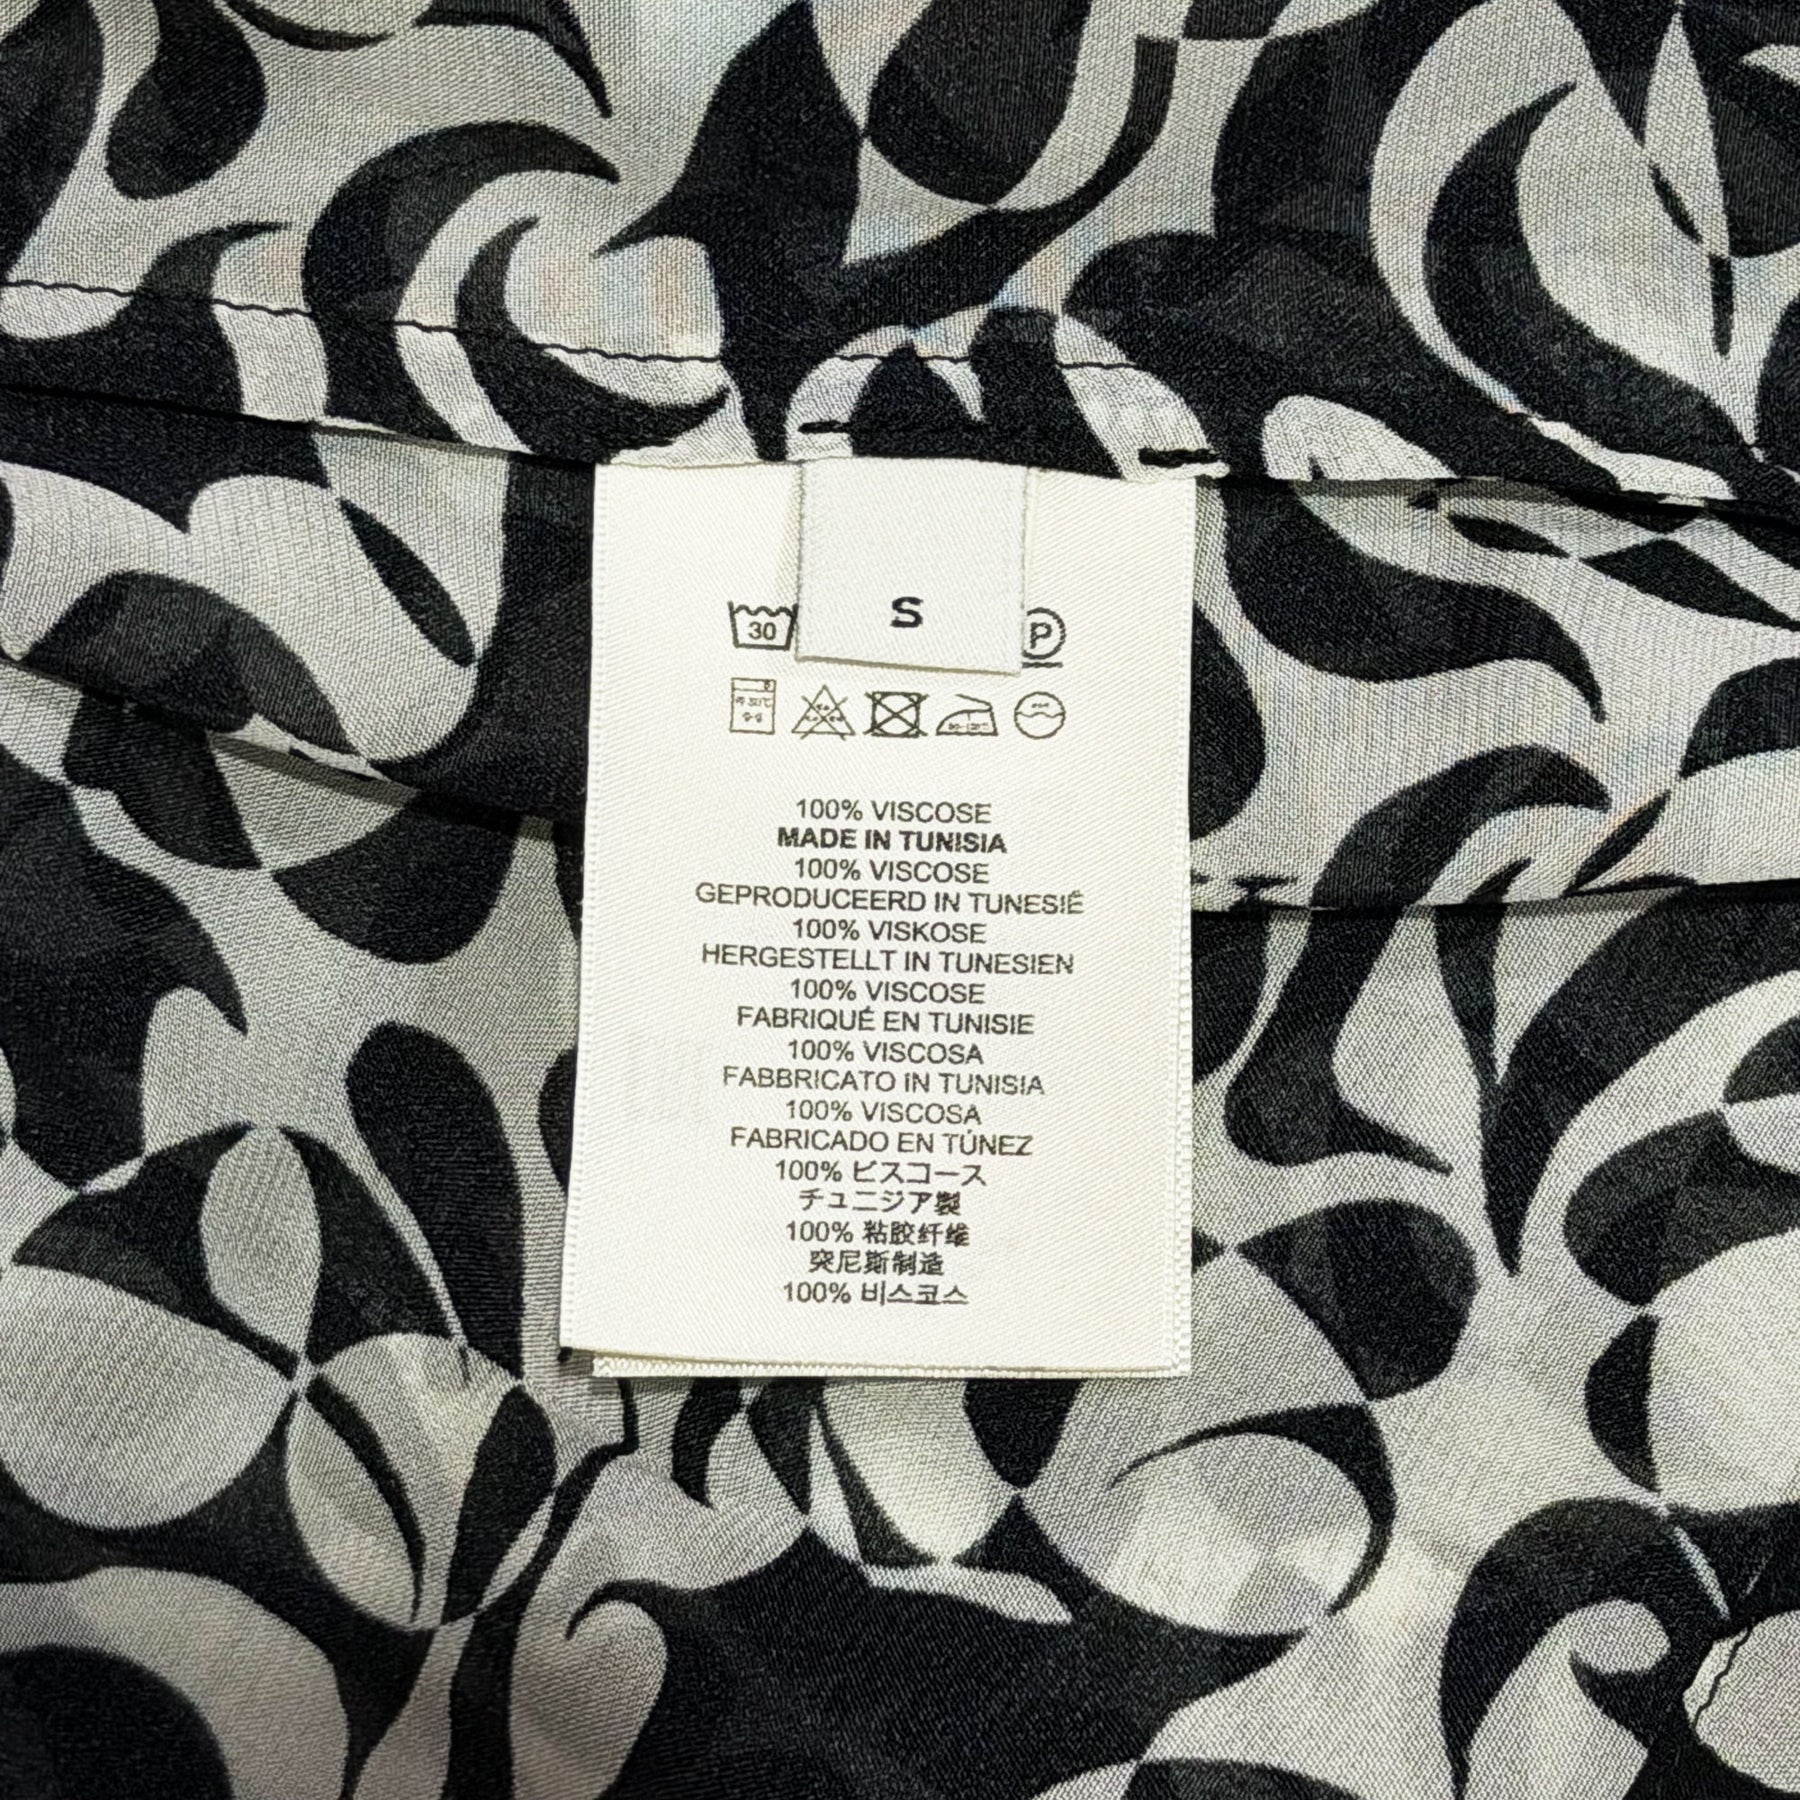 S
30
P
100% VISCOSE
MADE IN TUNISIA
100% VISCOSE
GEPRODUCEERD IN TUNESIË
100% VISKOSE
HERGESTELLT IN TUNESIEN
100% VISCOSE
FABRIQUÉ EN TUNISIE
100% VISCOSA
FABBRICATO IN TUNISIA
100% VISCOSA
FABRICADO EN TÚNEZ
100% ビスコース
チュニジア製
100% 粘胶纤维
突尼斯制造
100% 비스코스